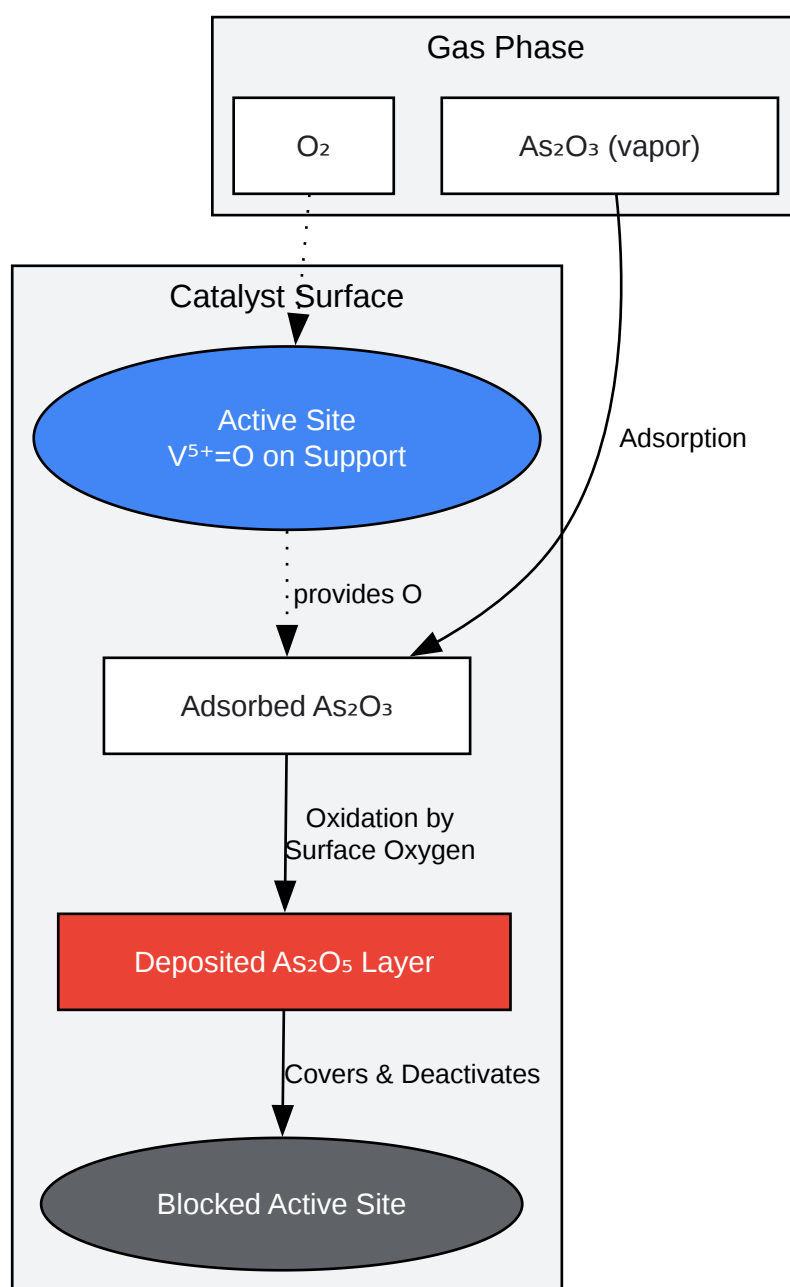 Gas Phase
O₂
As₂O₃ (vapor)
Catalyst Surface
Active Site
V⁵⁺=O on Support
Adsorption
provides O
Adsorbed As₂O₃
Oxidation by
Surface Oxygen
Deposited As₂O₅ Layer
Covers & Deactivates
Blocked Active Site